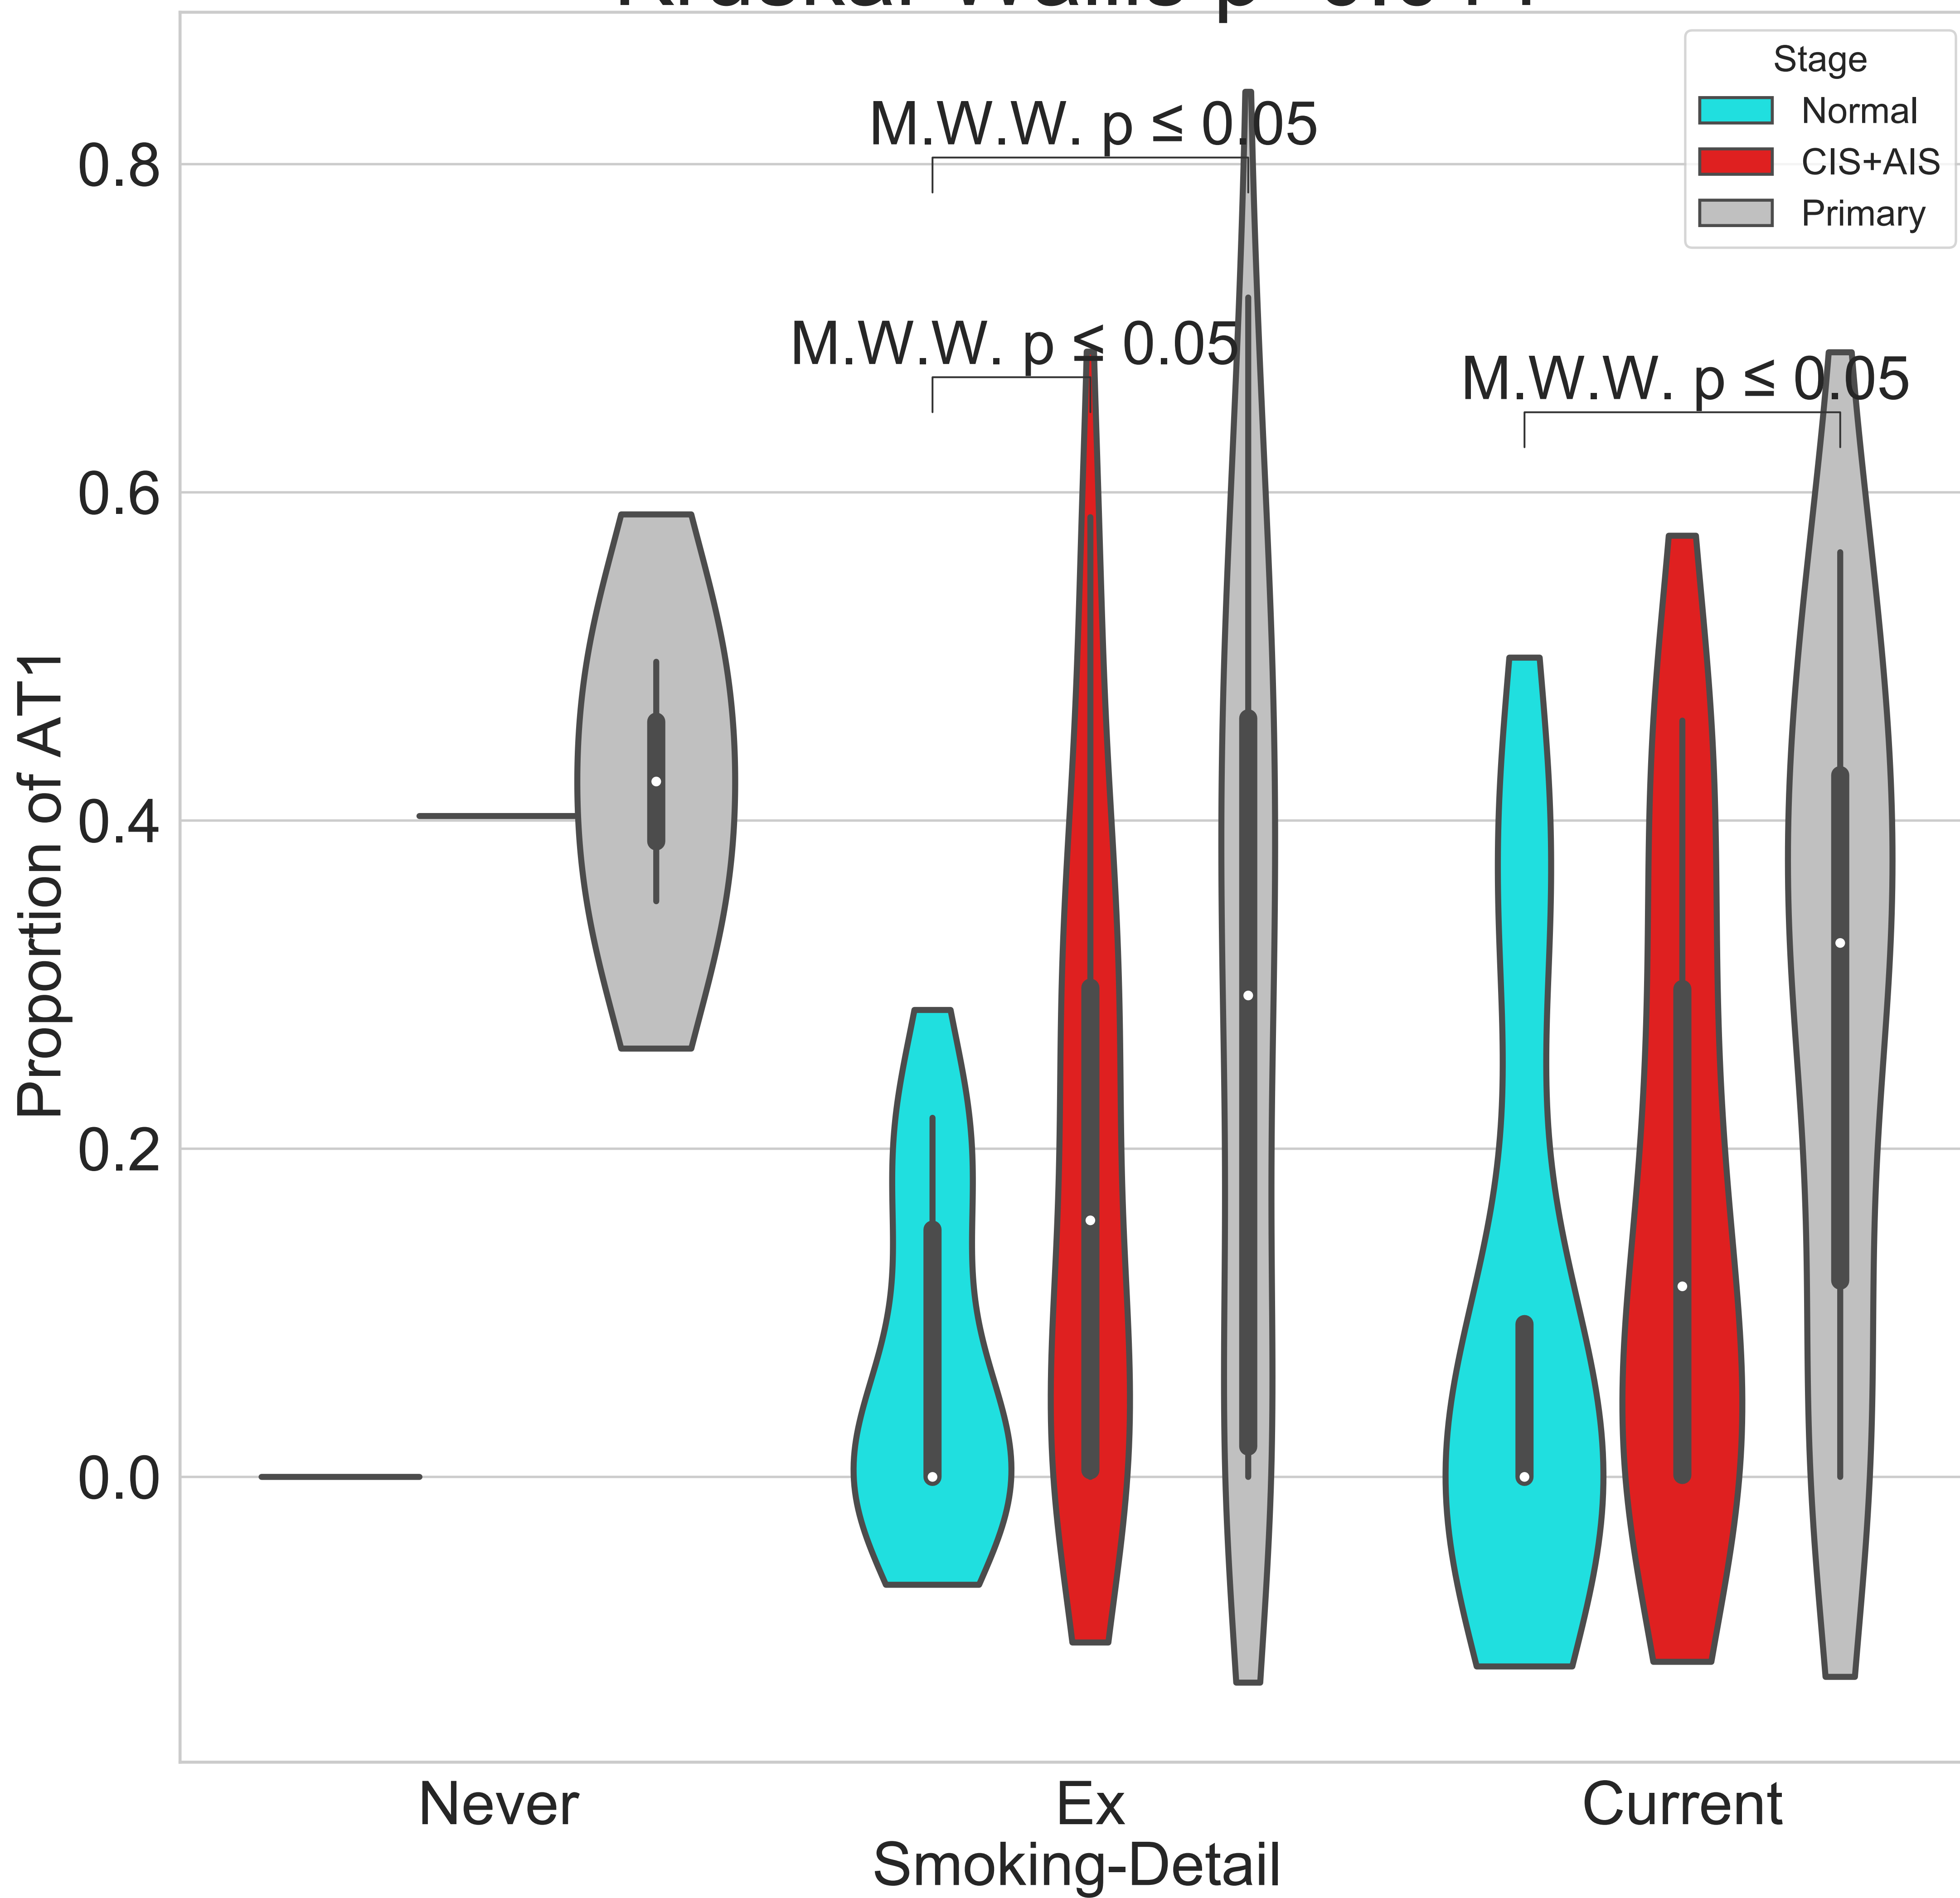 Stage
Normal
CIS+AIS
Primary
M.W.W. p ≤ 0.05
M.W.W. p ≤ 0.05
M.W.W. p ≤ 0.05
0.8
0.6
0.4
0.2
0.0
Proportion of AT1
Never
Ex
Current
Smoking-Detail